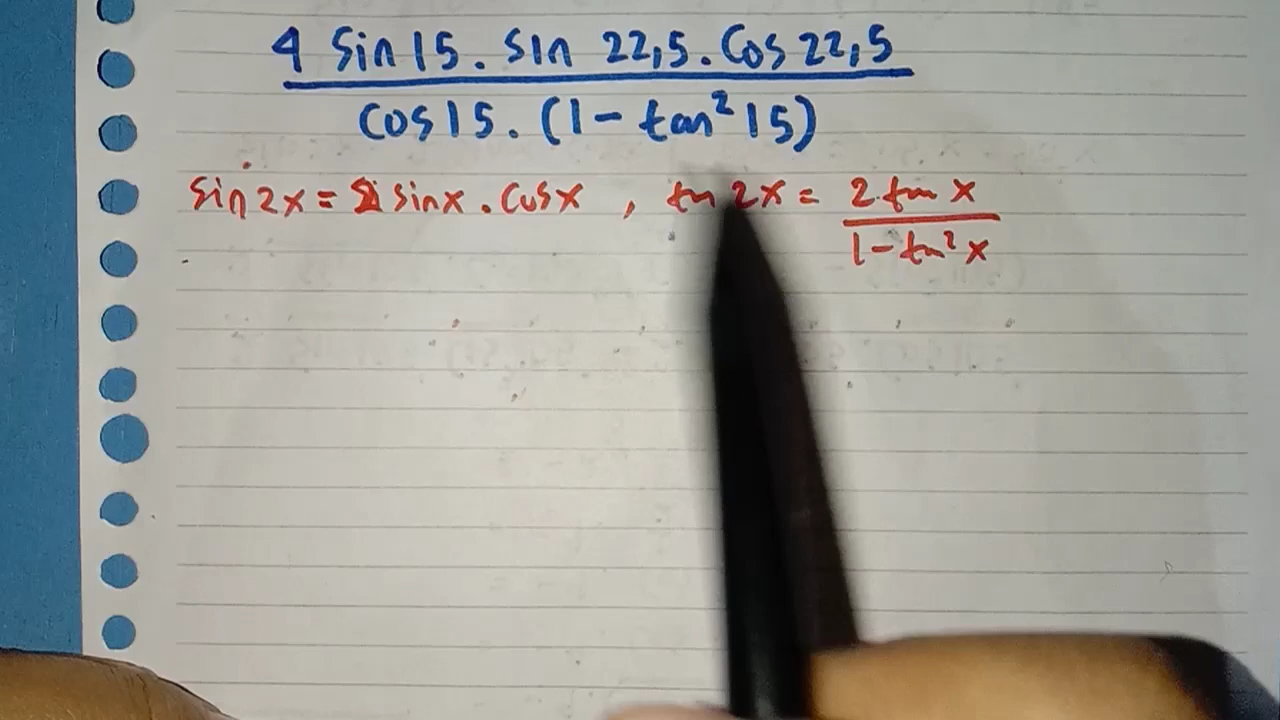 4 sin 15 . sin 22,5 . cos 22,5
cos 15 . (1 - tan² 15)
sin 2x = 2 sin x . cos x , tan 2x = 2 tan x
1 - tan² x